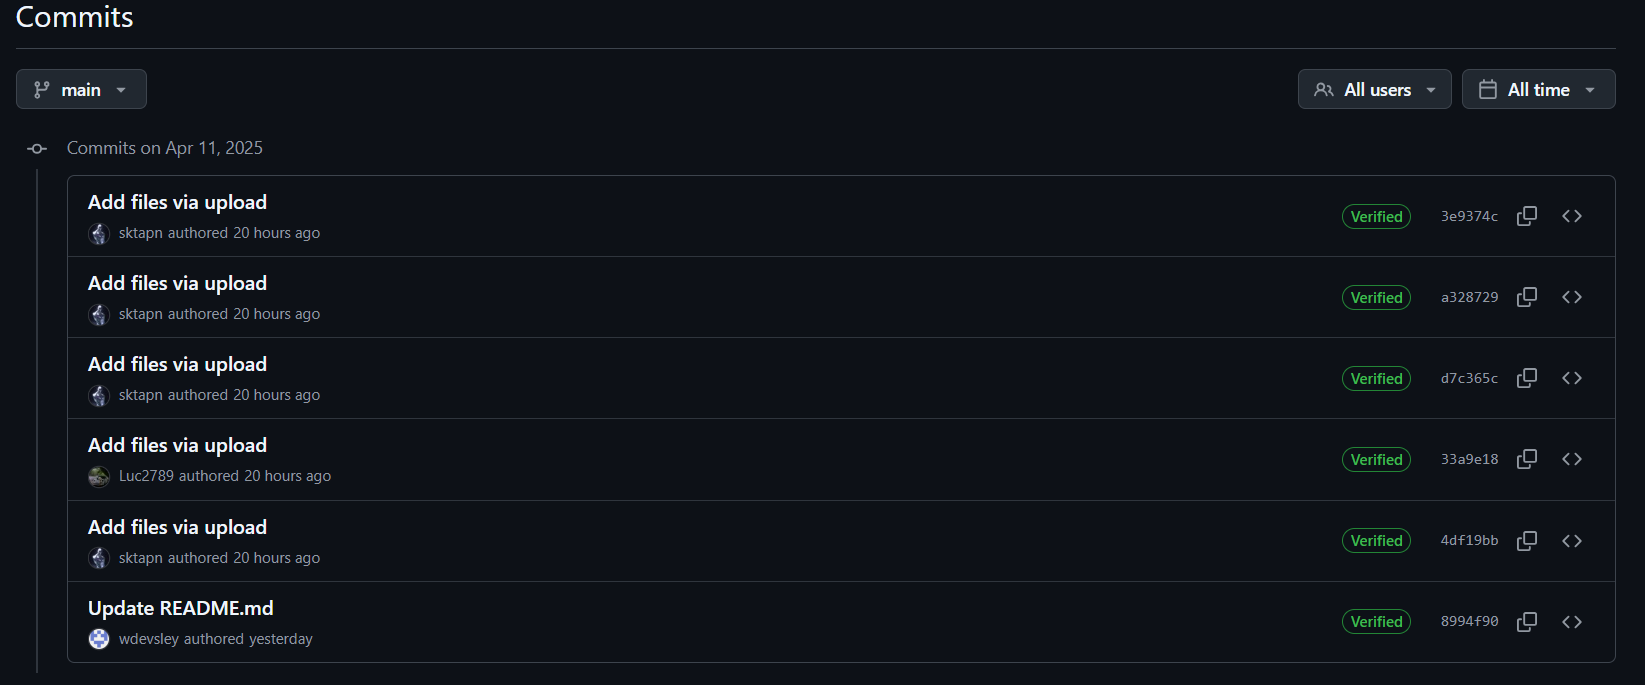 Commits
main
All users
All time
Commits on Apr 11, 2025
Add files via upload
Verified
3e9374c
sktapn authored 20 hours ago
Add files via upload
Verified
a328729
sktapn authored 20 hours ago
Add files via upload
Verified
d7c365c
sktapn authored 20 hours ago
Add files via upload
Verified
33a9e18
Luc2789 authored 20 hours ago
Add files via upload
Verified
4df19bb
sktapn authored 20 hours ago
Update README.md
Verified
8994f90
wdevsley authored yesterday